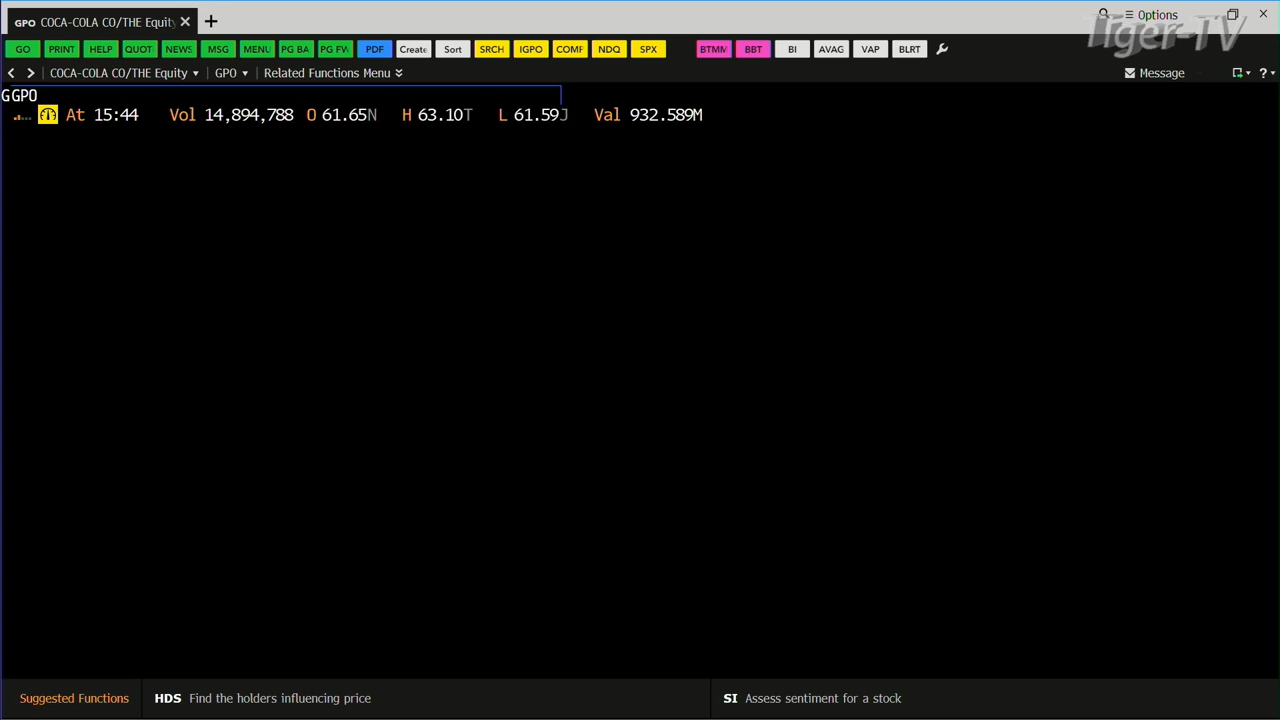 GPO COCA-COLA CO/THE Equity
Options
Tiger-TV
GO PRINT HELP QUOT NEWS MSG MENU PG BA PG FW PDF Create Sort SRCH IGPO COMP NDQ SPX BTMM BBT BI AVAG VAP BLRT
COCA-COLA CO/THE Equity GPO Related Functions Menu Message ?
GGPO
At 15:44 Vol 14,894,788 O 61.65N H 63.10T L 61.59J Val 932.589M
Suggested Functions HDS Find the holders influencing price SI Assess sentiment for a stock